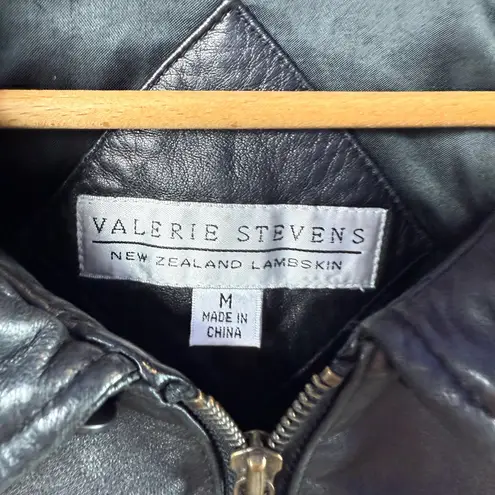 VALERIE STEVENS
NEW ZEALAND LAMBSKIN
M
MADE IN
CHINA